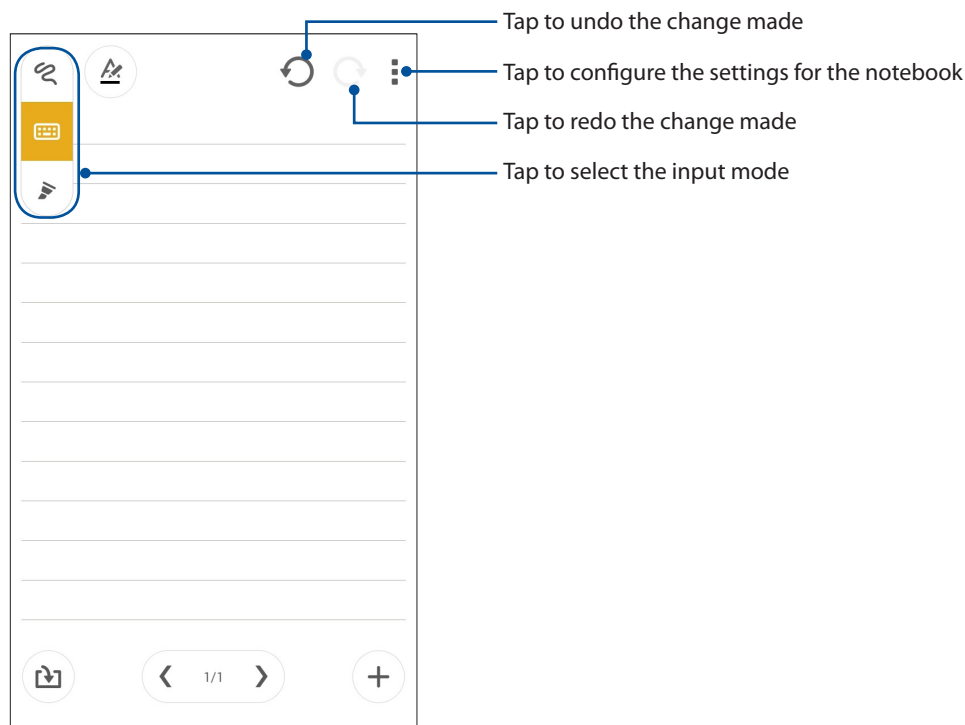 Tap to undo the change made
Tap to configure the settings for the notebook
Tap to redo the change made
Tap to select the input mode
1/1